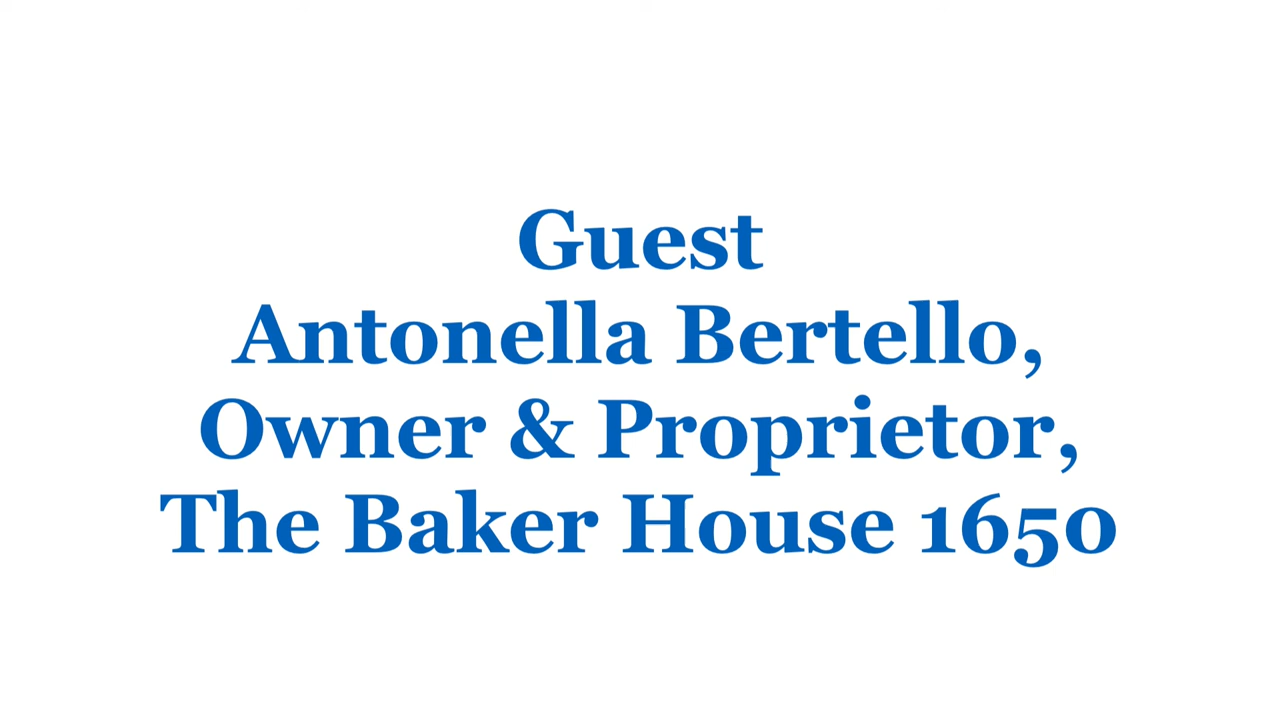 Guest
Antonella Bertello,
Owner & Proprietor,
The Baker House 1650